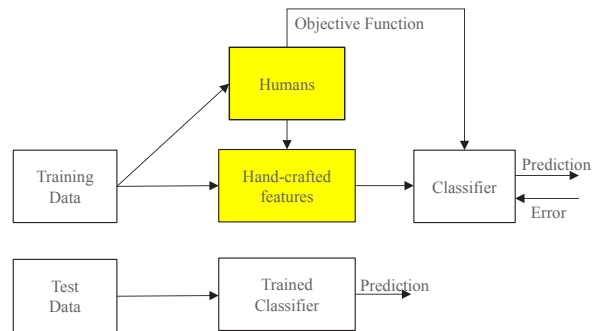 Objective Function
Humans
Training
Data
Hand-crafted
features
Classifier
Prediction
Error
Test
Data
Trained
Classifier
Prediction